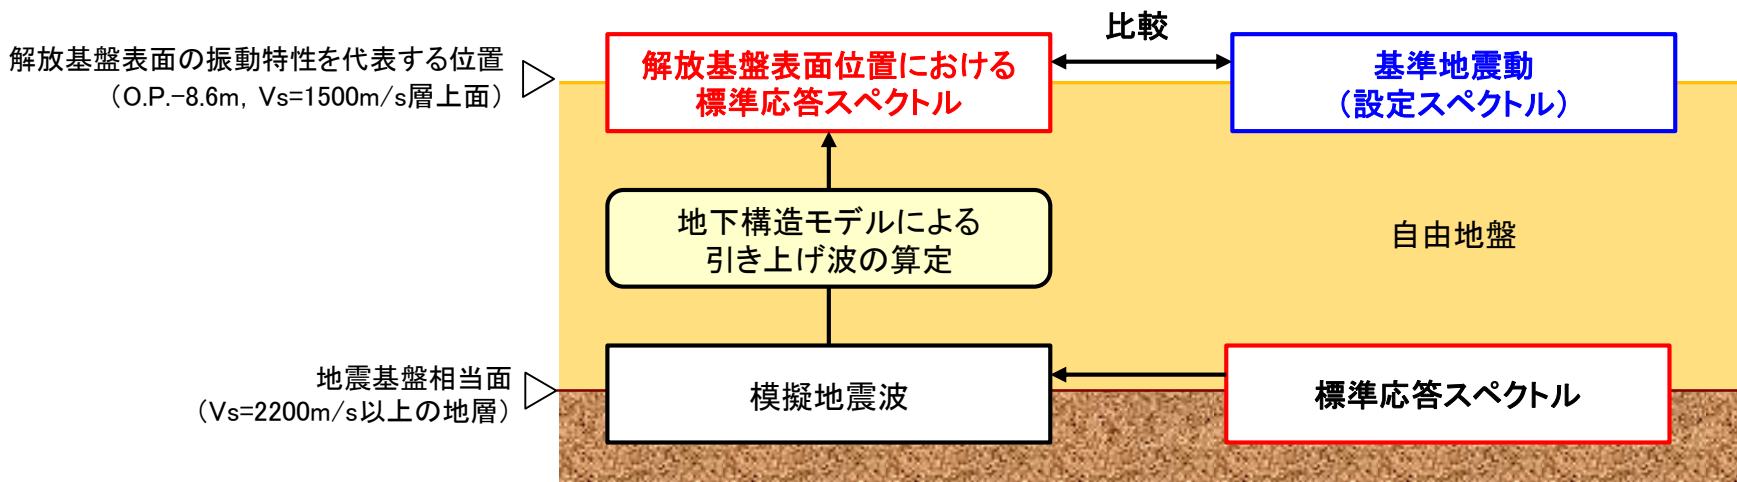 比較
解放基盤表面の振動特性を代表する位置
（O.P.-8.6m, Vs=1500m/s層上面）
解放基盤表面位置における
標準応答スペクトル
基準地震動
（設定スペクトル）
地下構造モデルによる
引き上げ波の算定
自由地盤
地震基盤相当面
（Vs=2200m/s以上の地層）
模擬地震波
標準応答スペクトル